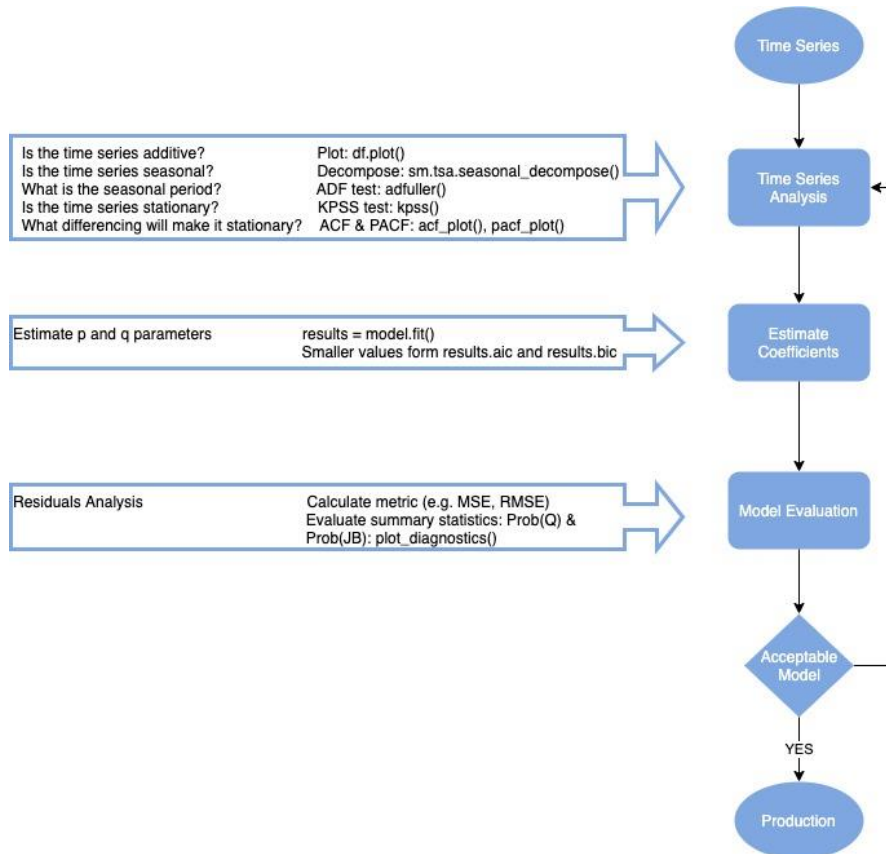 Time Series
Is the time series additive? Plot: df.plot()
Is the time series seasonal? Decompose: sm.tsa.seasonal_decompose()
What is the seasonal period? ADF test: adfuller()
Is the time series stationary? KPSS test: kpss()
What differencing will make it stationary? ACF & PACF: acf_plot(), pacf_plot()
Time Series
Analysis
Estimate p and q parameters results = model.fit()
Smaller values form results.aic and results.bic
Estimate
Coefficients
Residuals Analysis Calculate metric (e.g. MSE, RMSE)
Evaluate summary statistics: Prob(Q) &
Prob(JB): plot_diagnostics()
Model Evaluation
Acceptable
Model
YES
Production